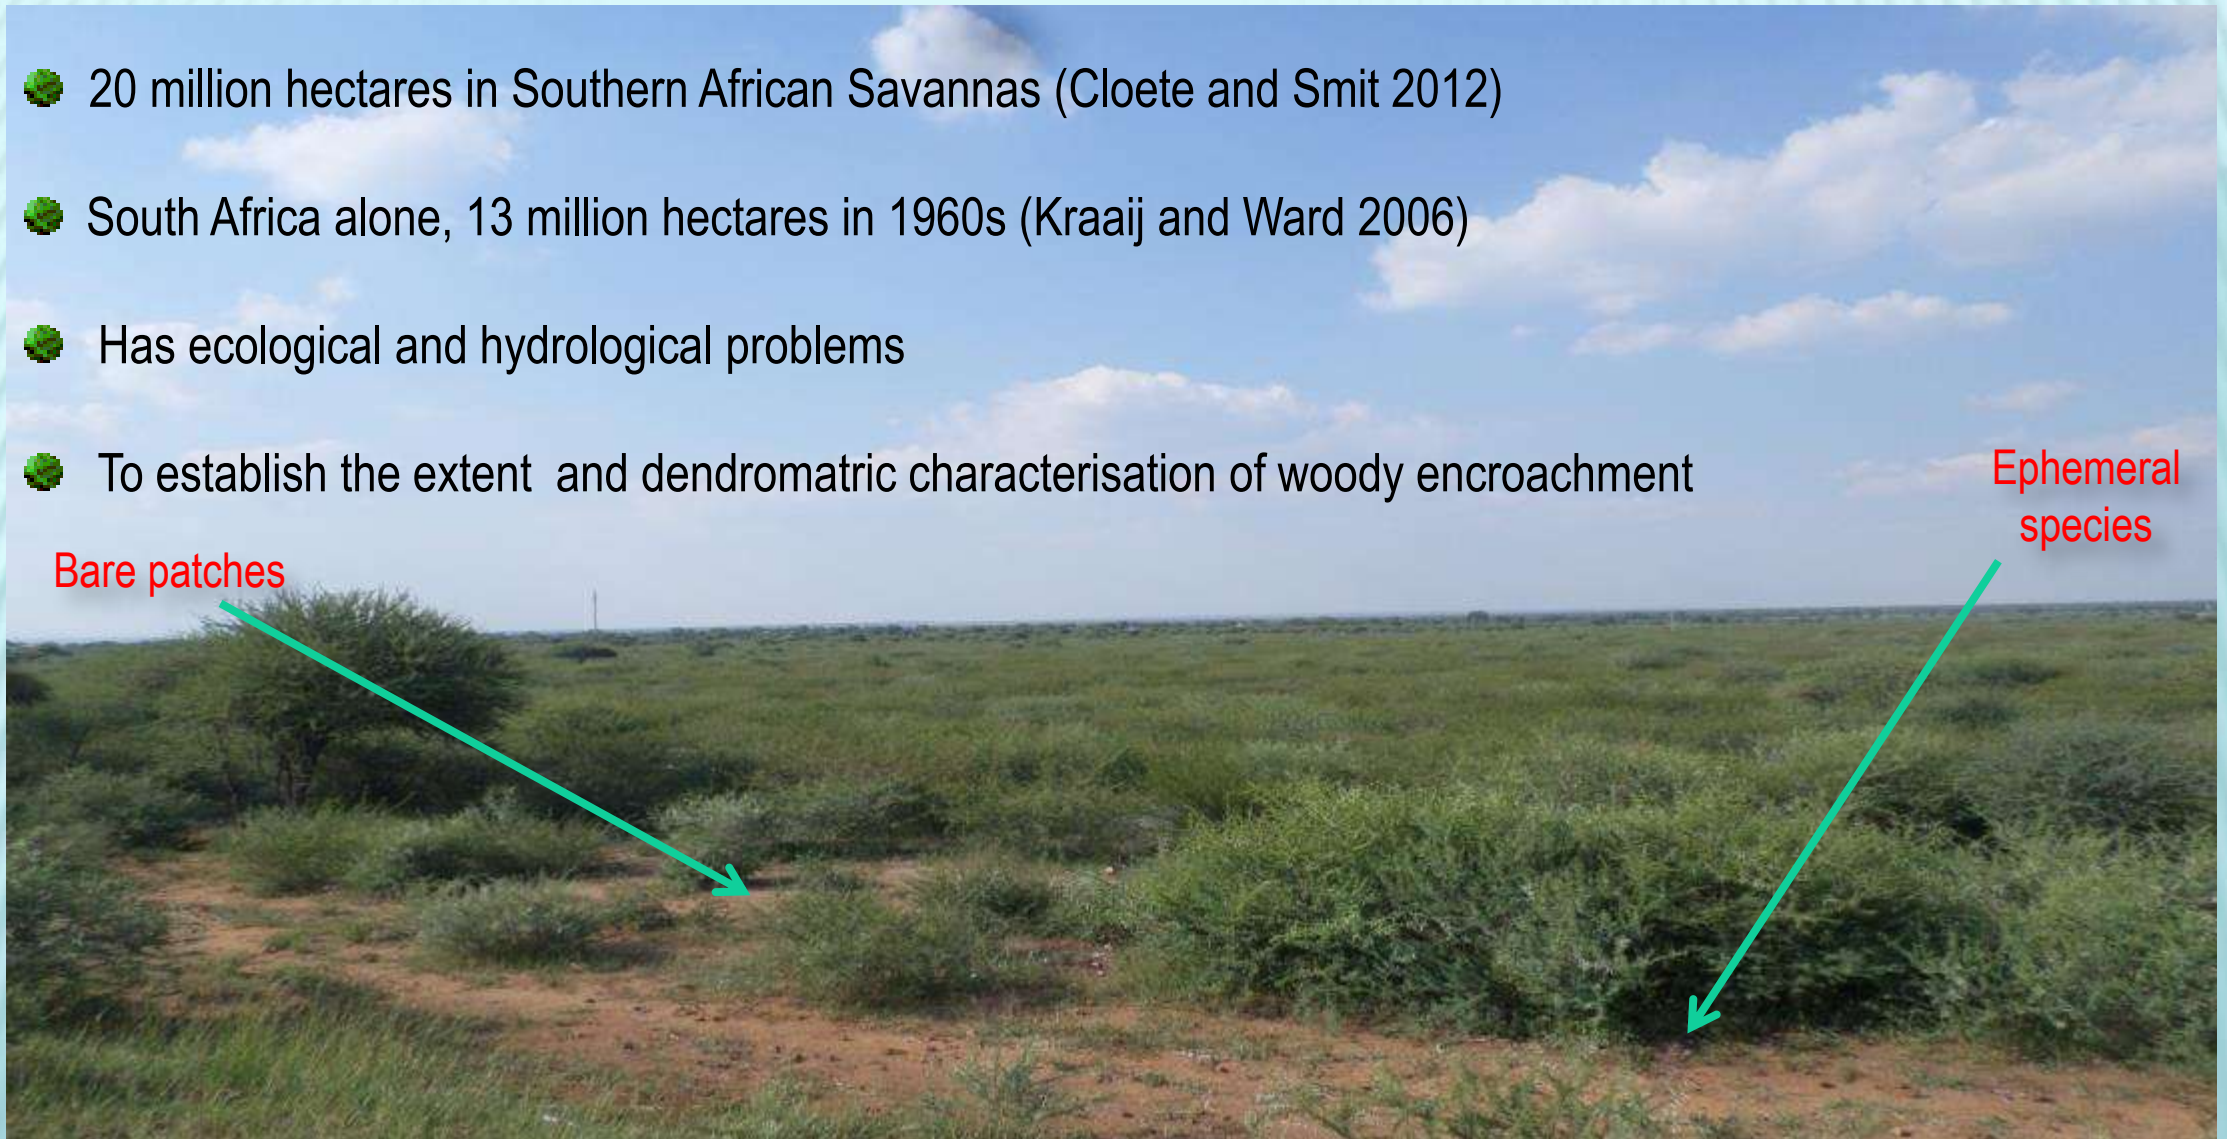 20 million hectares in Southern African Savannas (Cloete and Smit 2012)
South Africa alone, 13 million hectares in 1960s (Kraaij and Ward 2006)
Has ecological and hydrological problems
To establish the extent  and dendromatric characterisation of woody encroachment
Ephemeral
species
Bare patches